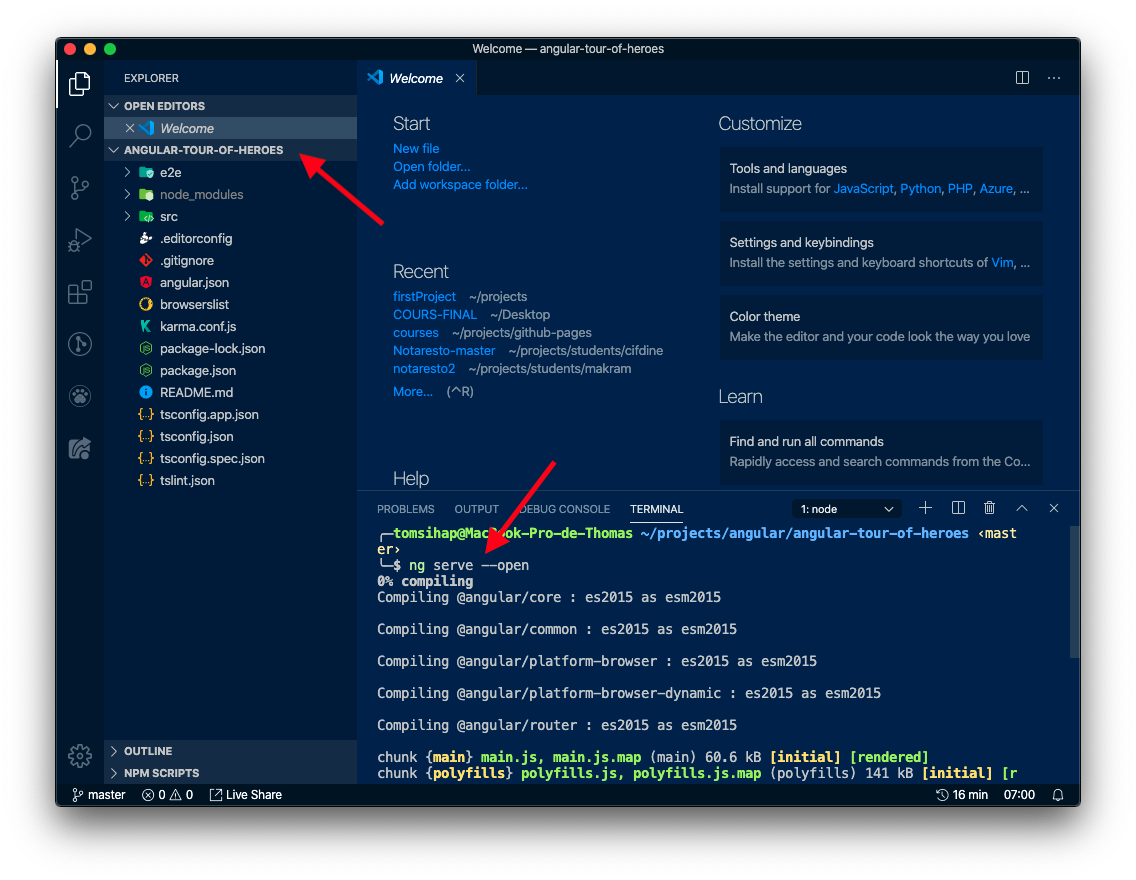 Welcome — angular-tour-of-heroes
EXPLORER
OPEN EDITORS
Welcome
ANGULAR-TOUR-OF-HEROES
e2e
node_modules
src
.editorconfig
.gitignore
angular.json
browserslist
karma.conf.js
package-lock.json
package.json
README.md
tsconfig.app.json
tsconfig.json
tsconfig.spec.json
tslint.json
OUTLINE
NPM SCRIPTS
Welcome
Start
New file
Open folder...
Add workspace folder...
Recent
firstProject ~/projects
COURS-FINAL ~/Desktop
courses ~/projects/github-pages
Notaresto-master ~/projects/students/cifdine
notaresto2 ~/projects/students/makram
More... (^R)
Help
Customize
Tools and languages
Install support for JavaScript, Python, PHP, Azure, ...
Settings and keybindings
Install the settings and keyboard shortcuts of Vim, ...
Color theme
Make the editor and your code look the way you love
Learn
Find and run all commands
Rapidly access and search commands from the Co...
PROBLEMS OUTPUT DEBUG CONSOLE TERMINAL 1: node
╭─tomsihap@MacBook-Pro-de-Thomas ~/projects/angular/angular-tour-of-heroes ‹mast
er›
╰─$ ng serve --open
0% compiling
Compiling @angular/core : es2015 as esm2015
Compiling @angular/common : es2015 as esm2015
Compiling @angular/platform-browser : es2015 as esm2015
Compiling @angular/platform-browser-dynamic : es2015 as esm2015
Compiling @angular/router : es2015 as esm2015
chunk {main} main.js, main.js.map (main) 60.6 kB [initial] [rendered]
chunk {polyfills} polyfills.js, polyfills.js.map (polyfills) 141 kB [initial] [r
master 0 0 Live Share 16 min 07:00